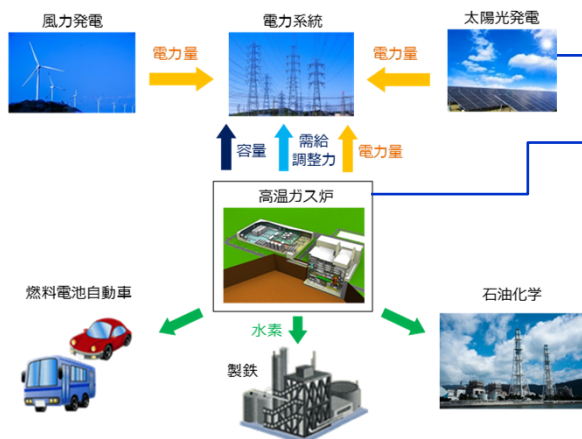 風力発電
電力系統
太陽光発電
電力量
電力量
容量
需給
調整力
電力量
高温ガス炉
燃料電池自動車
石油化学
水素
製鉄